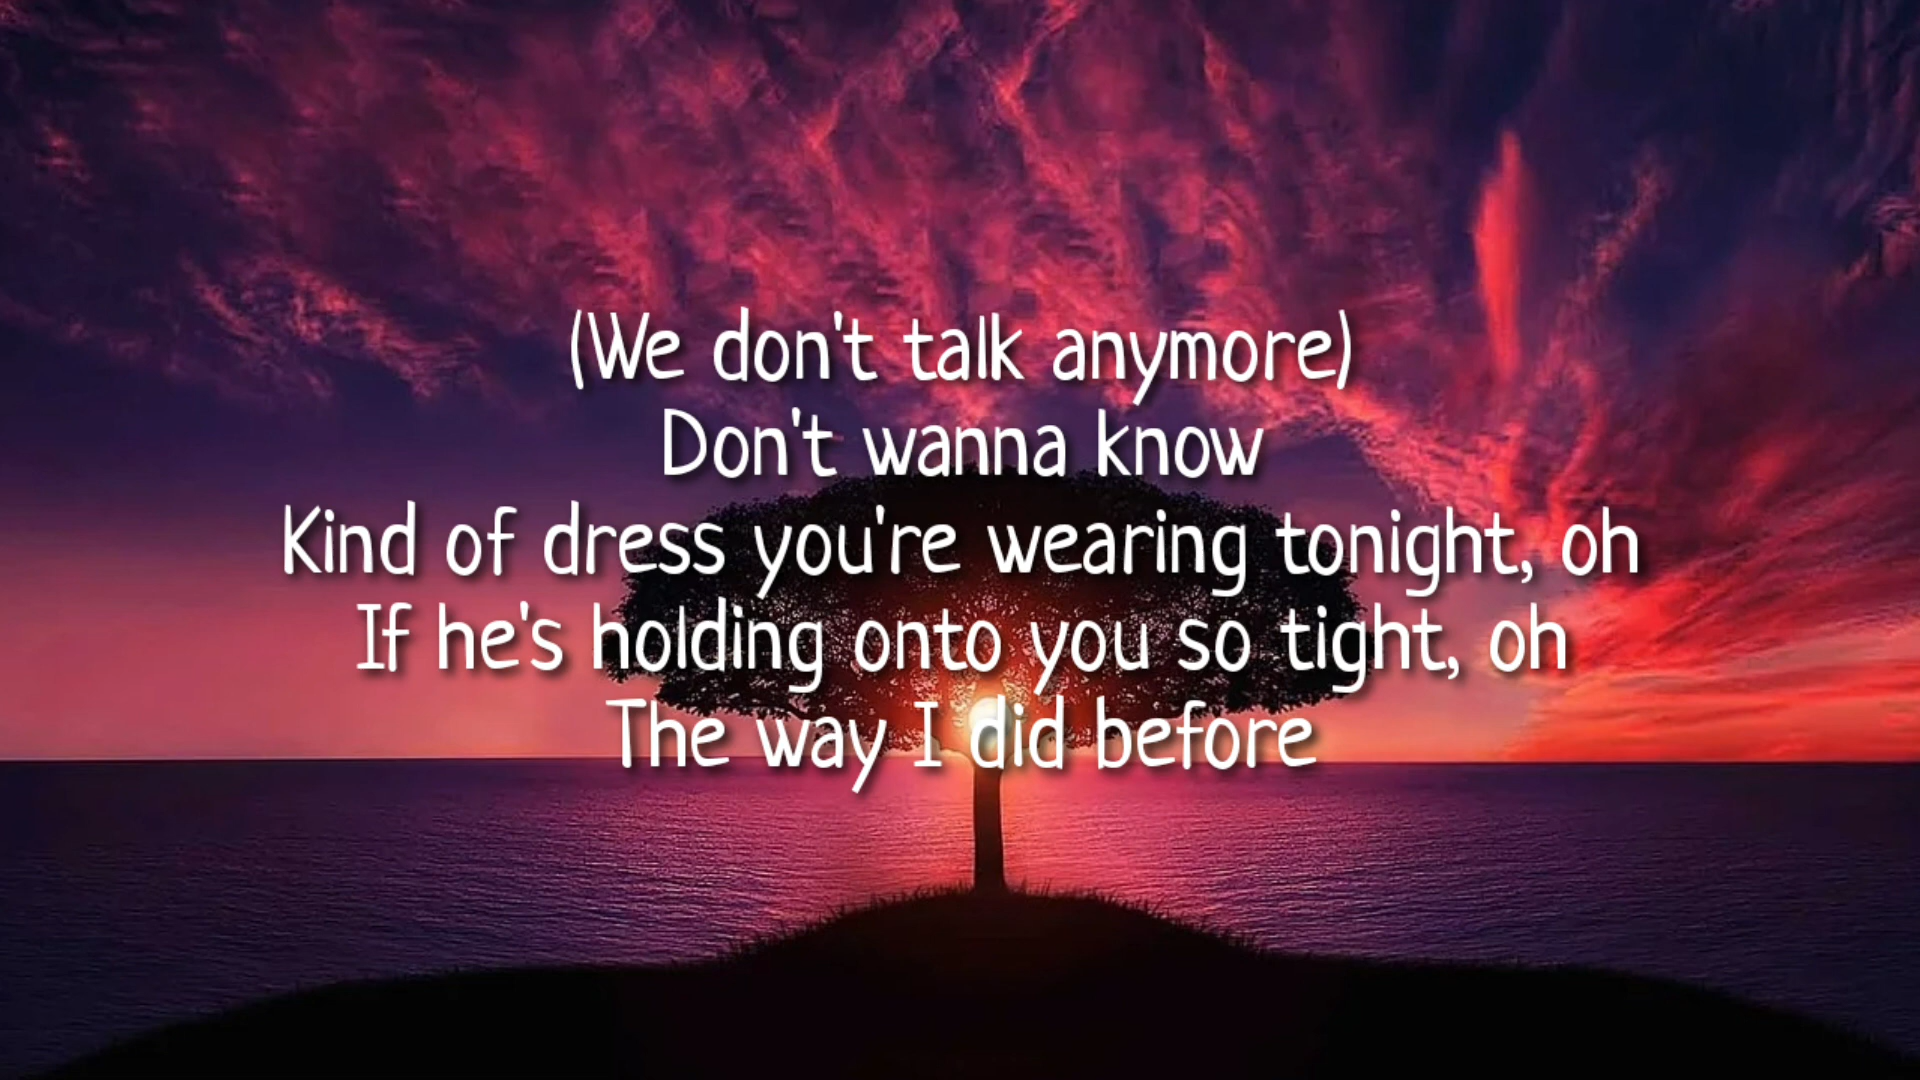 (We don't talk anymore)
Don't wanna know
Kind of dress you're wearing tonight, oh
If he's holding onto you so tight, oh
The way I did before